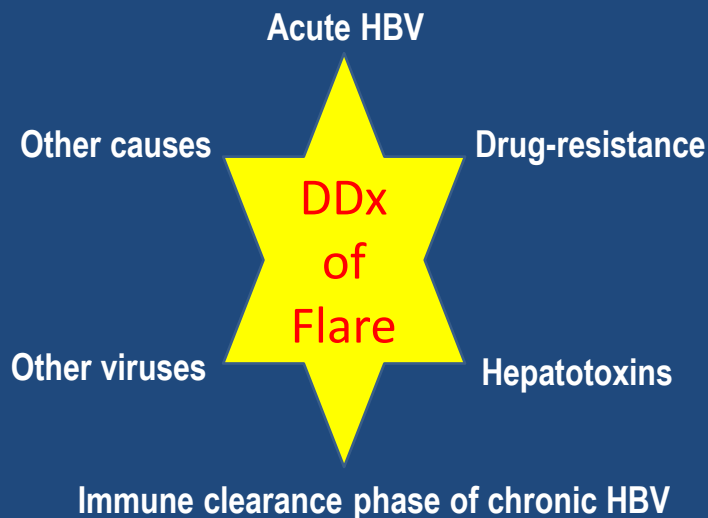 Acute HBV
Other causes
Drug-resistance
DDx
of
Flare
Other viruses
Hepatotoxins
Immune clearance phase of chronic HBV